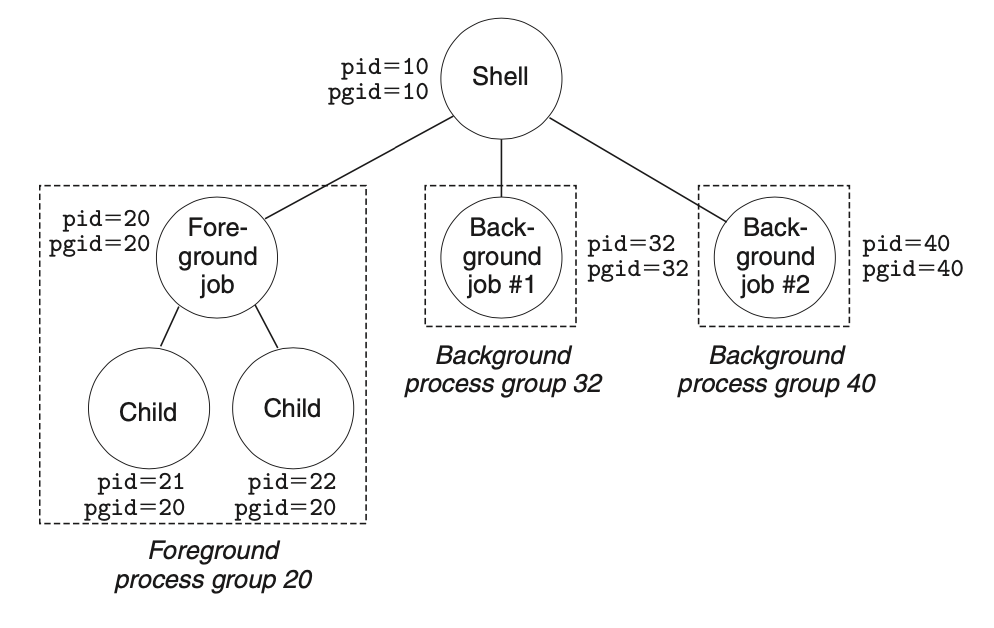 pid=10
pgid=10
Shell
pid=20
pgid=20
Fore-
ground
job
Back-
ground
job #1
pid=32
pgid=32
Back-
ground
job #2
pid=40
pgid=40
Background
process group 32
Background
process group 40
Child
Child
pid=21
pgid=20
pid=22
pgid=20
Foreground
process group 20